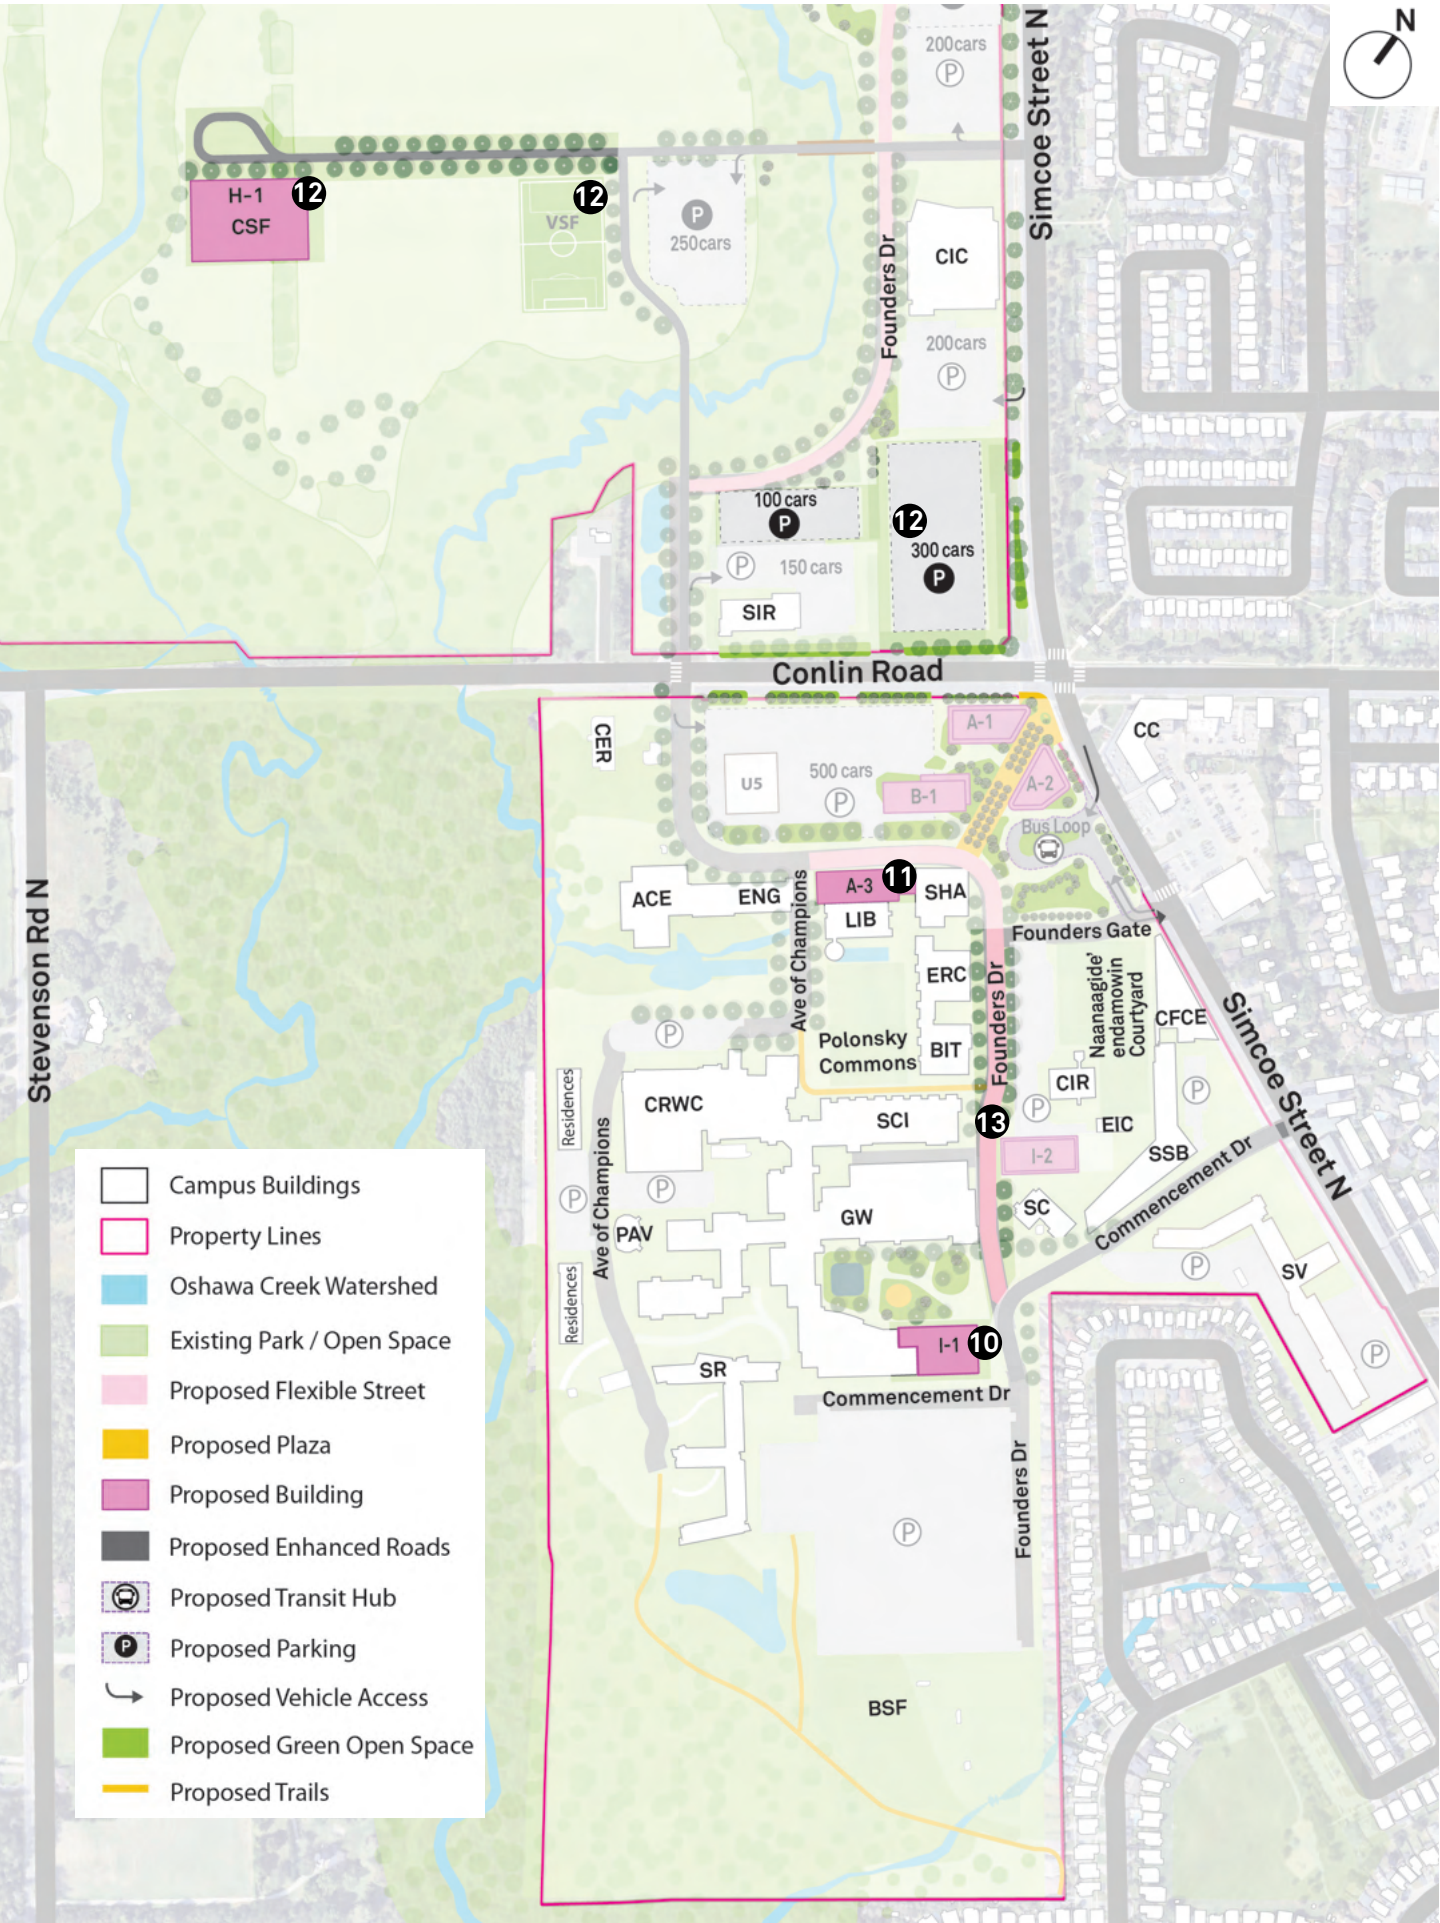 N
Simcoe Street N
200 cars
P
H-1
12
CSF
12
VSF
P
250 cars
CIC
Founders Dr
200 cars
P
100 cars
P
12
300 cars
P
P
150 cars
SIR
Conlin Road
CER
A-1
CC
U5
500 cars
P
B-1
A-2
Bus Loop
ACE
ENG
A-3
11
SHA
LIB
Ave of Champions
Founders Gate
Stevenson Rd N
ERC
Founders Dr
Naanaagide'
endamowin
Courtyard
CFCE
Simcoe Street N
P
Polonsky
Commons
BIT
CIR
P
P
Residences
CRWC
SCI
13
EIC
I-2
SSB
Commencement Dr
P
P
Ave of Champions
PAV
GW
SC
Residences
P
SV
I-1
10
P
SR
Commencement Dr
Founders Dr
P
BSF
Campus Buildings
Property Lines
Oshawa Creek Watershed
Existing Park / Open Space
Proposed Flexible Street
Proposed Plaza
Proposed Building
Proposed Enhanced Roads
Proposed Transit Hub
P
Proposed Parking
Proposed Vehicle Access
Proposed Green Open Space
Proposed Trails